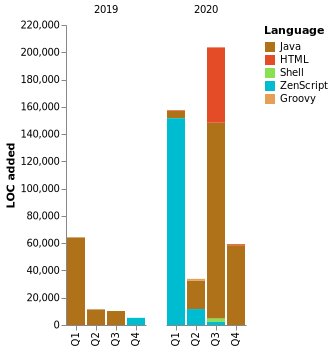 2019 2020
Language
Java
HTML
Shell
ZenScript
Groovy
LOC added
220,000
200,000
180,000
160,000
140,000
120,000
100,000
80,000
60,000
40,000
20,000
0
Q1 Q2 Q3 Q4 Q1 Q2 Q3 Q4